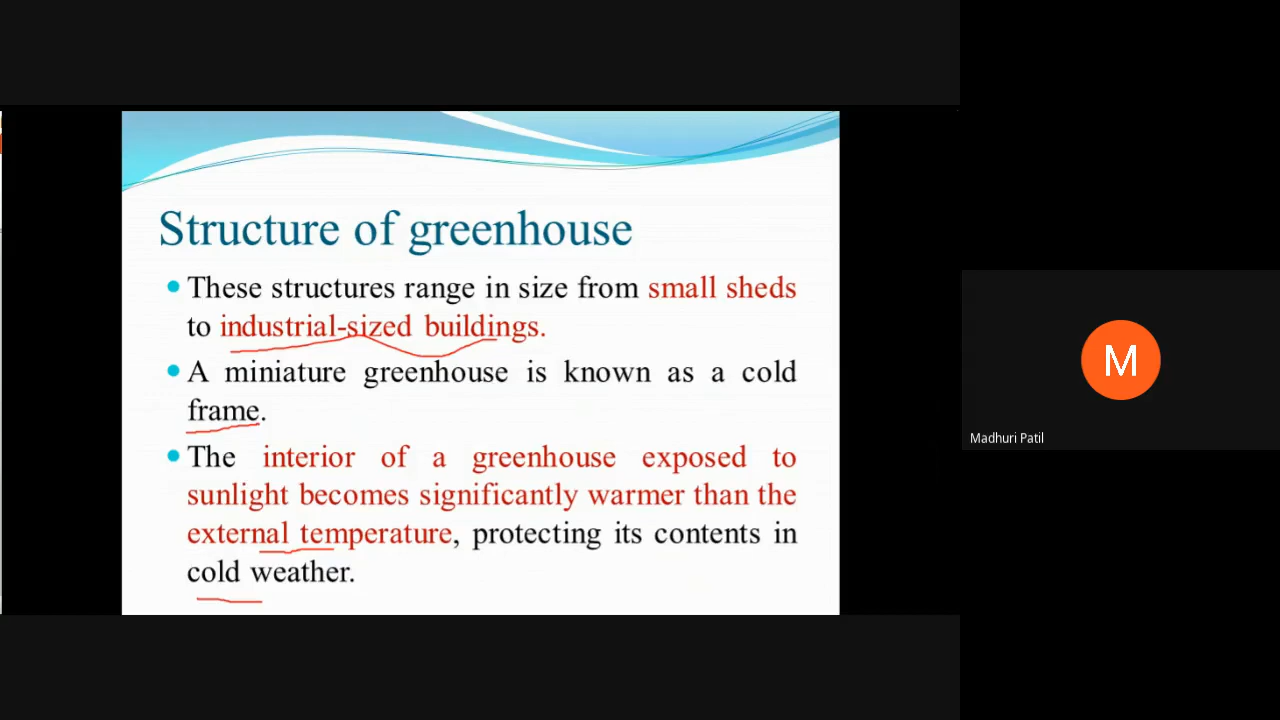 Structure of greenhouse
These structures range in size from small sheds
to industrial-sized buildings.
A miniature greenhouse is known as a cold
frame.
The interior of a greenhouse exposed to
sunlight becomes significantly warmer than the
external temperature, protecting its contents in
cold weather.
M
Madhuri Patil